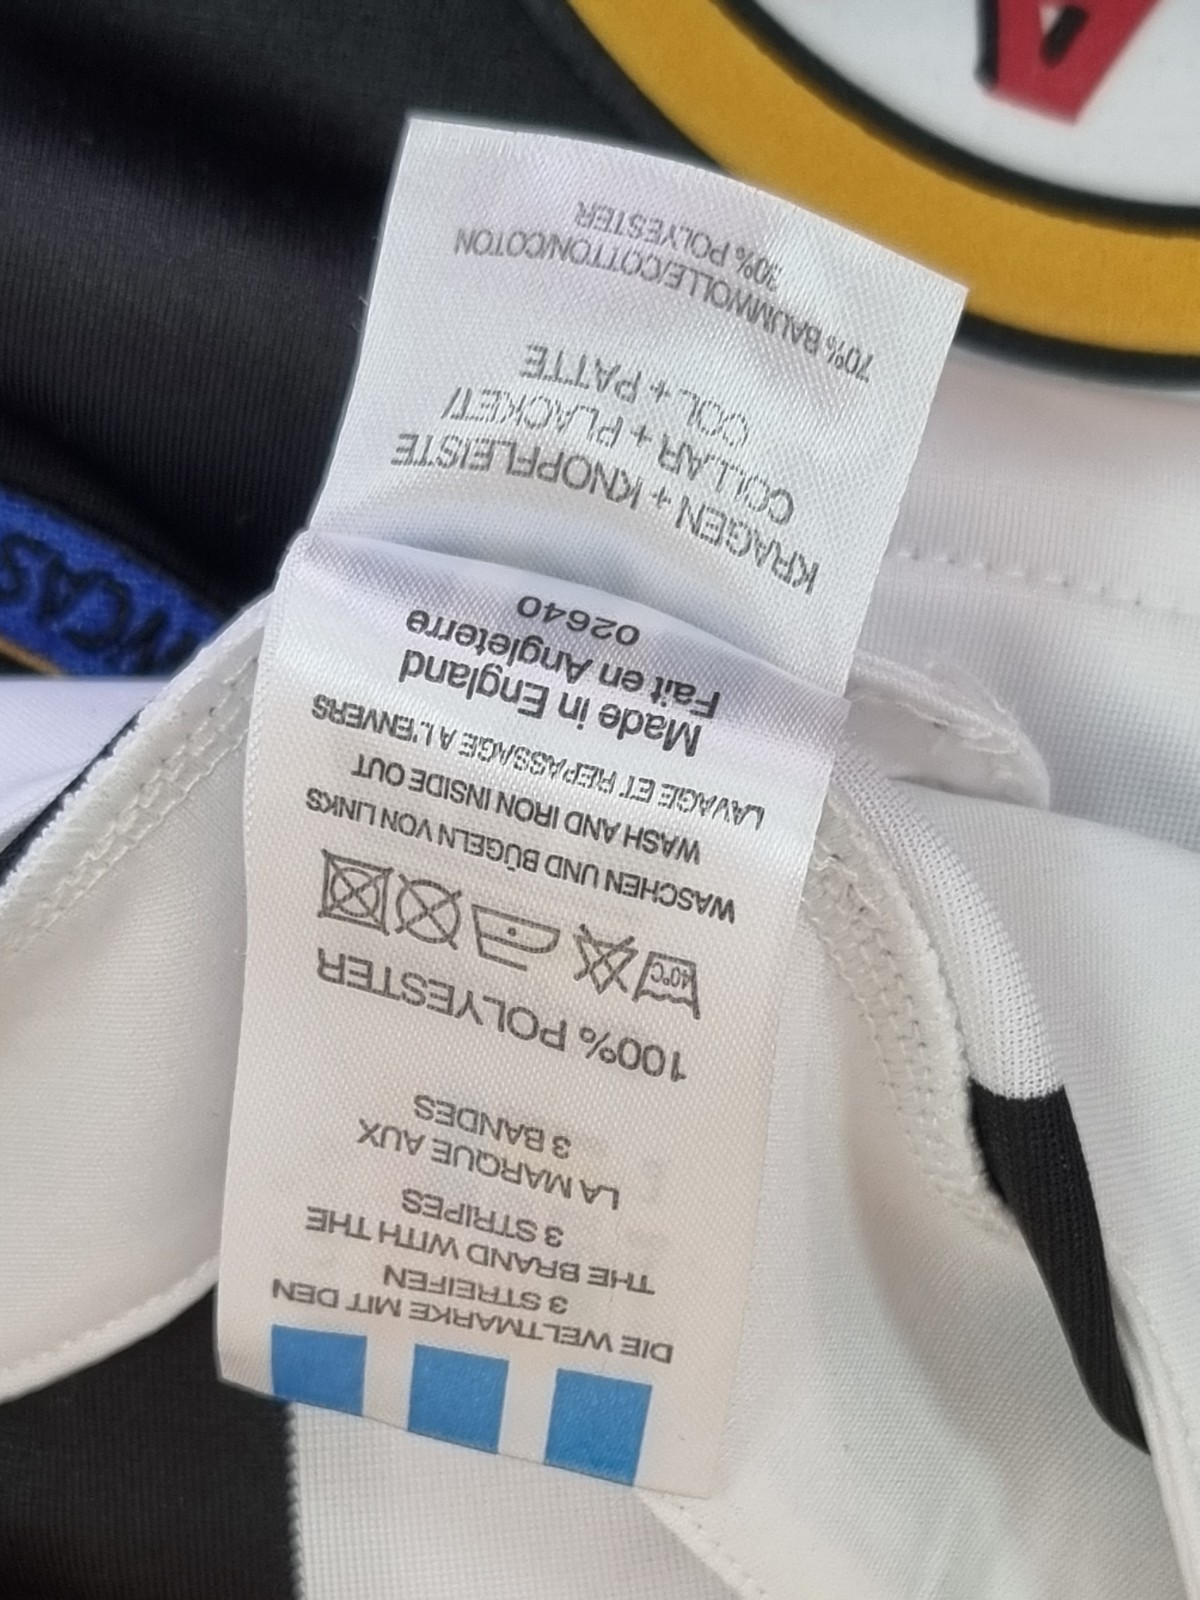 DIE WELTMARKE MIT DEN
3 STREIFEN
THE BRAND WITH THE
3 STRIPES
LA MARQUE AUX
3 BANDES
100% POLYESTER
40°C
WASCHEN UND BÜGELN VON LINKS
WASH AND IRON INSIDE OUT
LAVAGE ET REPASSAGE A L'ENVERS
Made in England
Fait en Angleterre
02640
KRAGEN + KNOPFLEISTE
COLLAR + PLACKET/
COL + PATTE
70% BAUMWOLLE/COTTON/COTON
30% POLYESTER